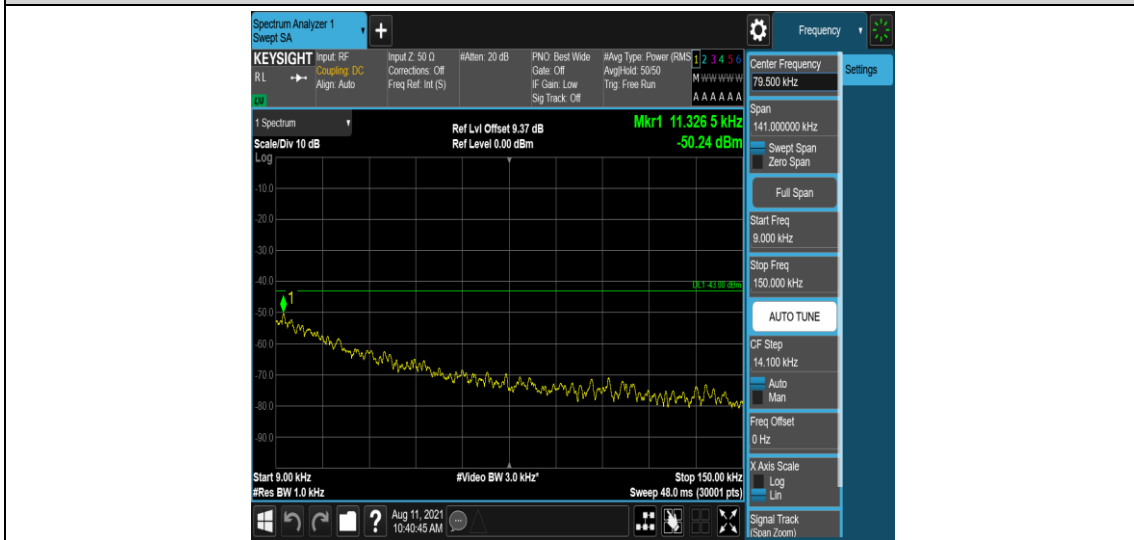 Spectrum Analyzer 1
Swept SA
+
Frequency
KEYSIGHT
RL
Input: RF
Coupling: DC
Align: Auto
Input Z: 50 Ω
Corrections: Off
Freq Ref: Int (S)
#Atten: 20 dB
PNO: Best Wide
Gate: Off
IF Gain: Low
Sig Track: Off
#Avg Type: Power (RMS
Avg|Hold: 50/50
Trig: Free Run
1 2 3 4 5 6
M W W W W W
A A A A A A
1 Spectrum
Scale/Div 10 dB
Ref Lvl Offset 9.37 dB
Ref Level 0.00 dBm
Mkr1 11.326 5 kHz
-50.24 dBm
Log
-10.0
-20.0
-30.0
-40.0
DL1 -43.00 dBm
1
-50.0
-60.0
-70.0
-80.0
-90.0
Start 9.00 kHz
#Res BW 1.0 kHz
#Video BW 3.0 kHz*
Stop 150.00 kHz
Sweep 48.0 ms (30001 pts)
Center Frequency
79.500 kHz
Settings
Span
141.000000 kHz
Swept Span
Zero Span
Full Span
Start Freq
9.000 kHz
Stop Freq
150.000 kHz
AUTO TUNE
CF Step
14.100 kHz
Auto
Man
Freq Offset
0 Hz
X Axis Scale
Log
Lin
Signal Track
(Span Zoom)
?
Aug 11, 2021
10:40:45 AM